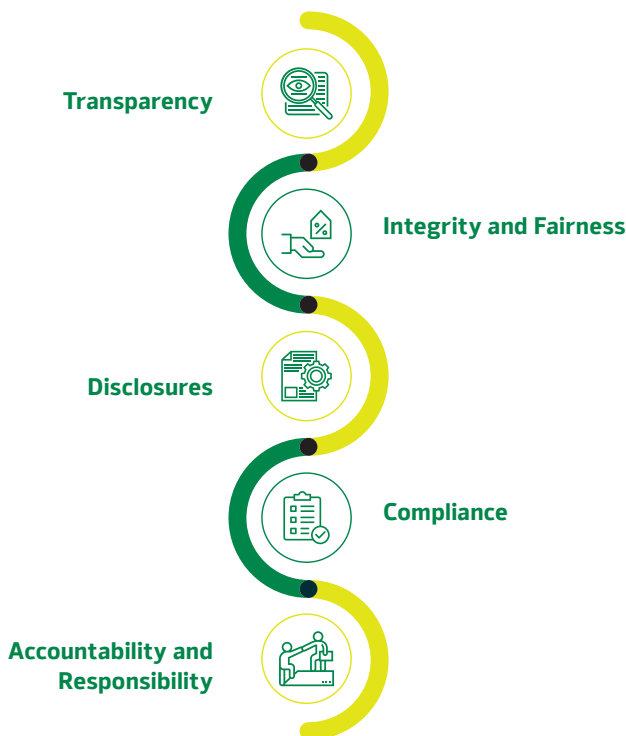 Transparency
Integrity and Fairness
Disclosures
Compliance
Accountability and
Responsibility